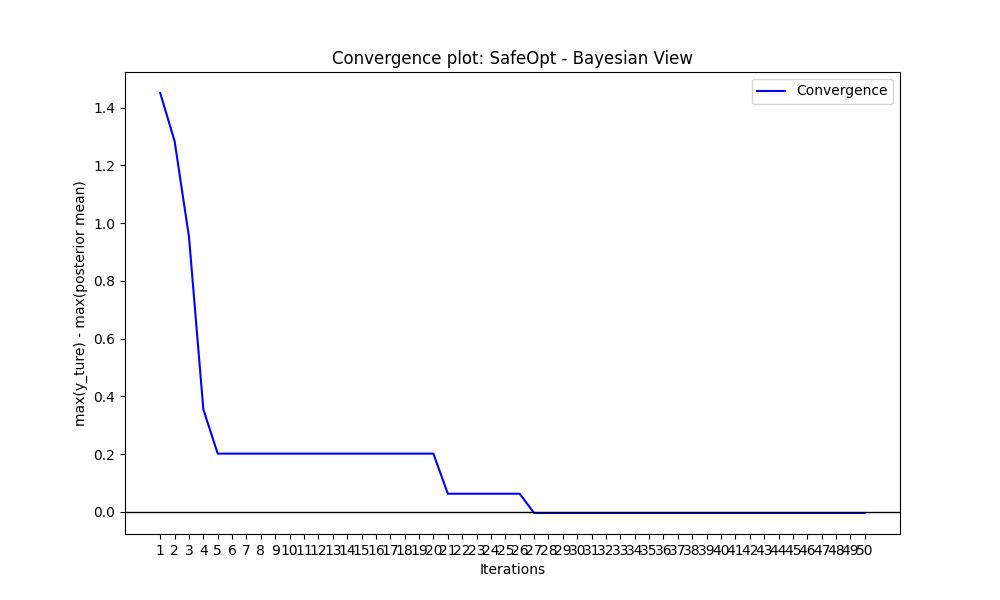 Convergence plot: SafeOpt - Bayesian View
Convergence
max(y_ture) - max(posterior mean)
1.4
1.2
1.0
0.8
0.6
0.4
0.2
0.0
1 2 3 4 5 6 7 8 9 10 11 12 13 14 15 16 17 18 19 20 21 22 23 24 25 26 27 28 29 30 31 32 33 34 35 36 37 38 39 40 41 42 43 44 45 46 47 48 49 50
Iterations